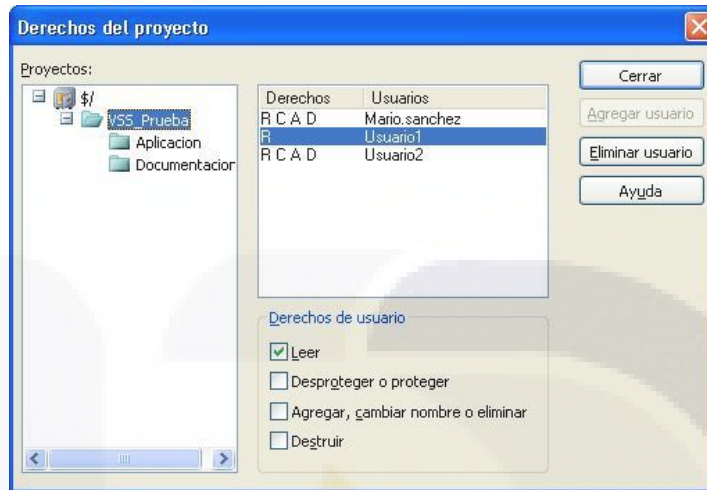 Derechos del proyecto
Proyectos:
$/
VSS_Prueba
Aplicacion
Documentacion
Derechos Usuarios
R C A D Mario.sanchez
R Usuario1
R C A D Usuario2
Cerrar
Agregar usuario
Eliminar usuario
Ayuda
Derechos de usuario
Leer
Desproteger o proteger
Agregar, cambiar nombre o eliminar
Destruir